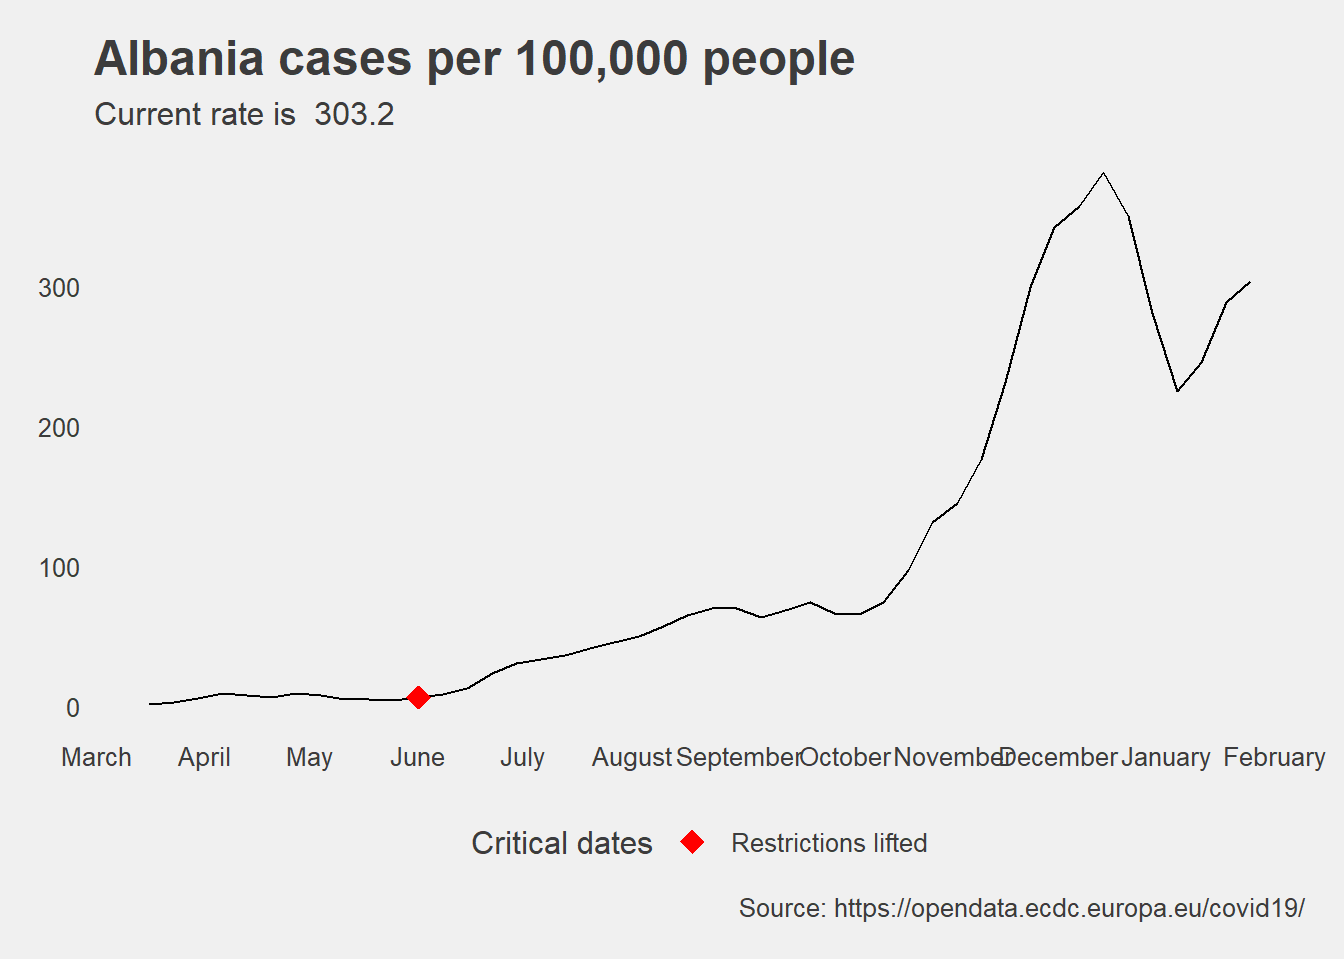 Albania cases per 100,000 people
Current rate is  303.2
300
200
100
0
March April May June July August September October November December January February
Critical dates Restrictions lifted
Source: https://opendata.ecdc.europa.eu/covid19/